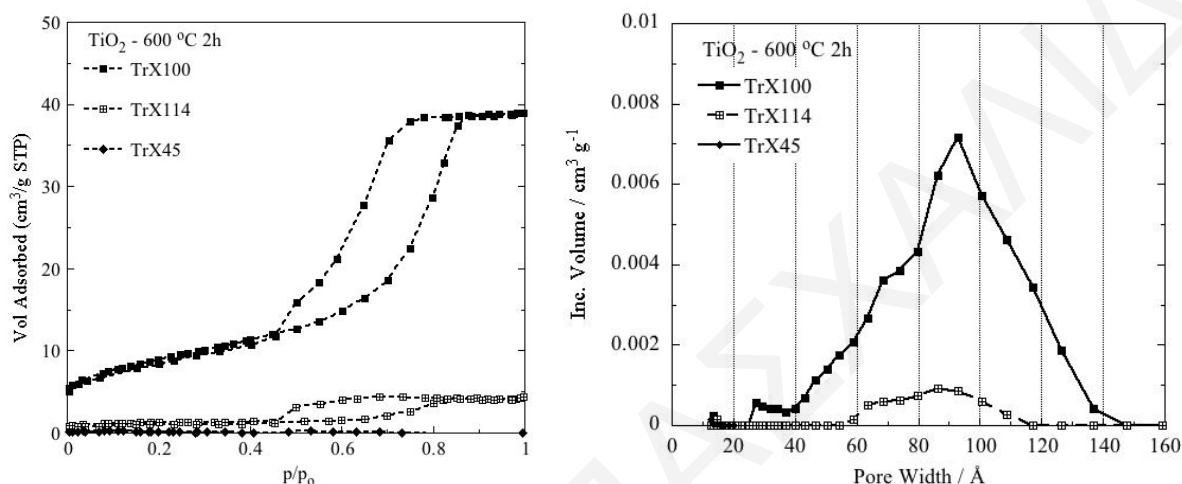 50
40
30
20
10
0
Vol Adsorbed (cm³/g STP)
TiO₂ - 600 °C 2h
TrX100
TrX114
TrX45
0 0.2 0.4 0.6 0.8 1
p/pₒ
0.01
0.008
0.006
0.004
0.002
0
Inc. Volume / cm³ g⁻¹
TiO₂ - 600 °C 2h
TrX100
TrX114
TrX45
0 20 40 60 80 100 120 140 160
Pore Width / Å